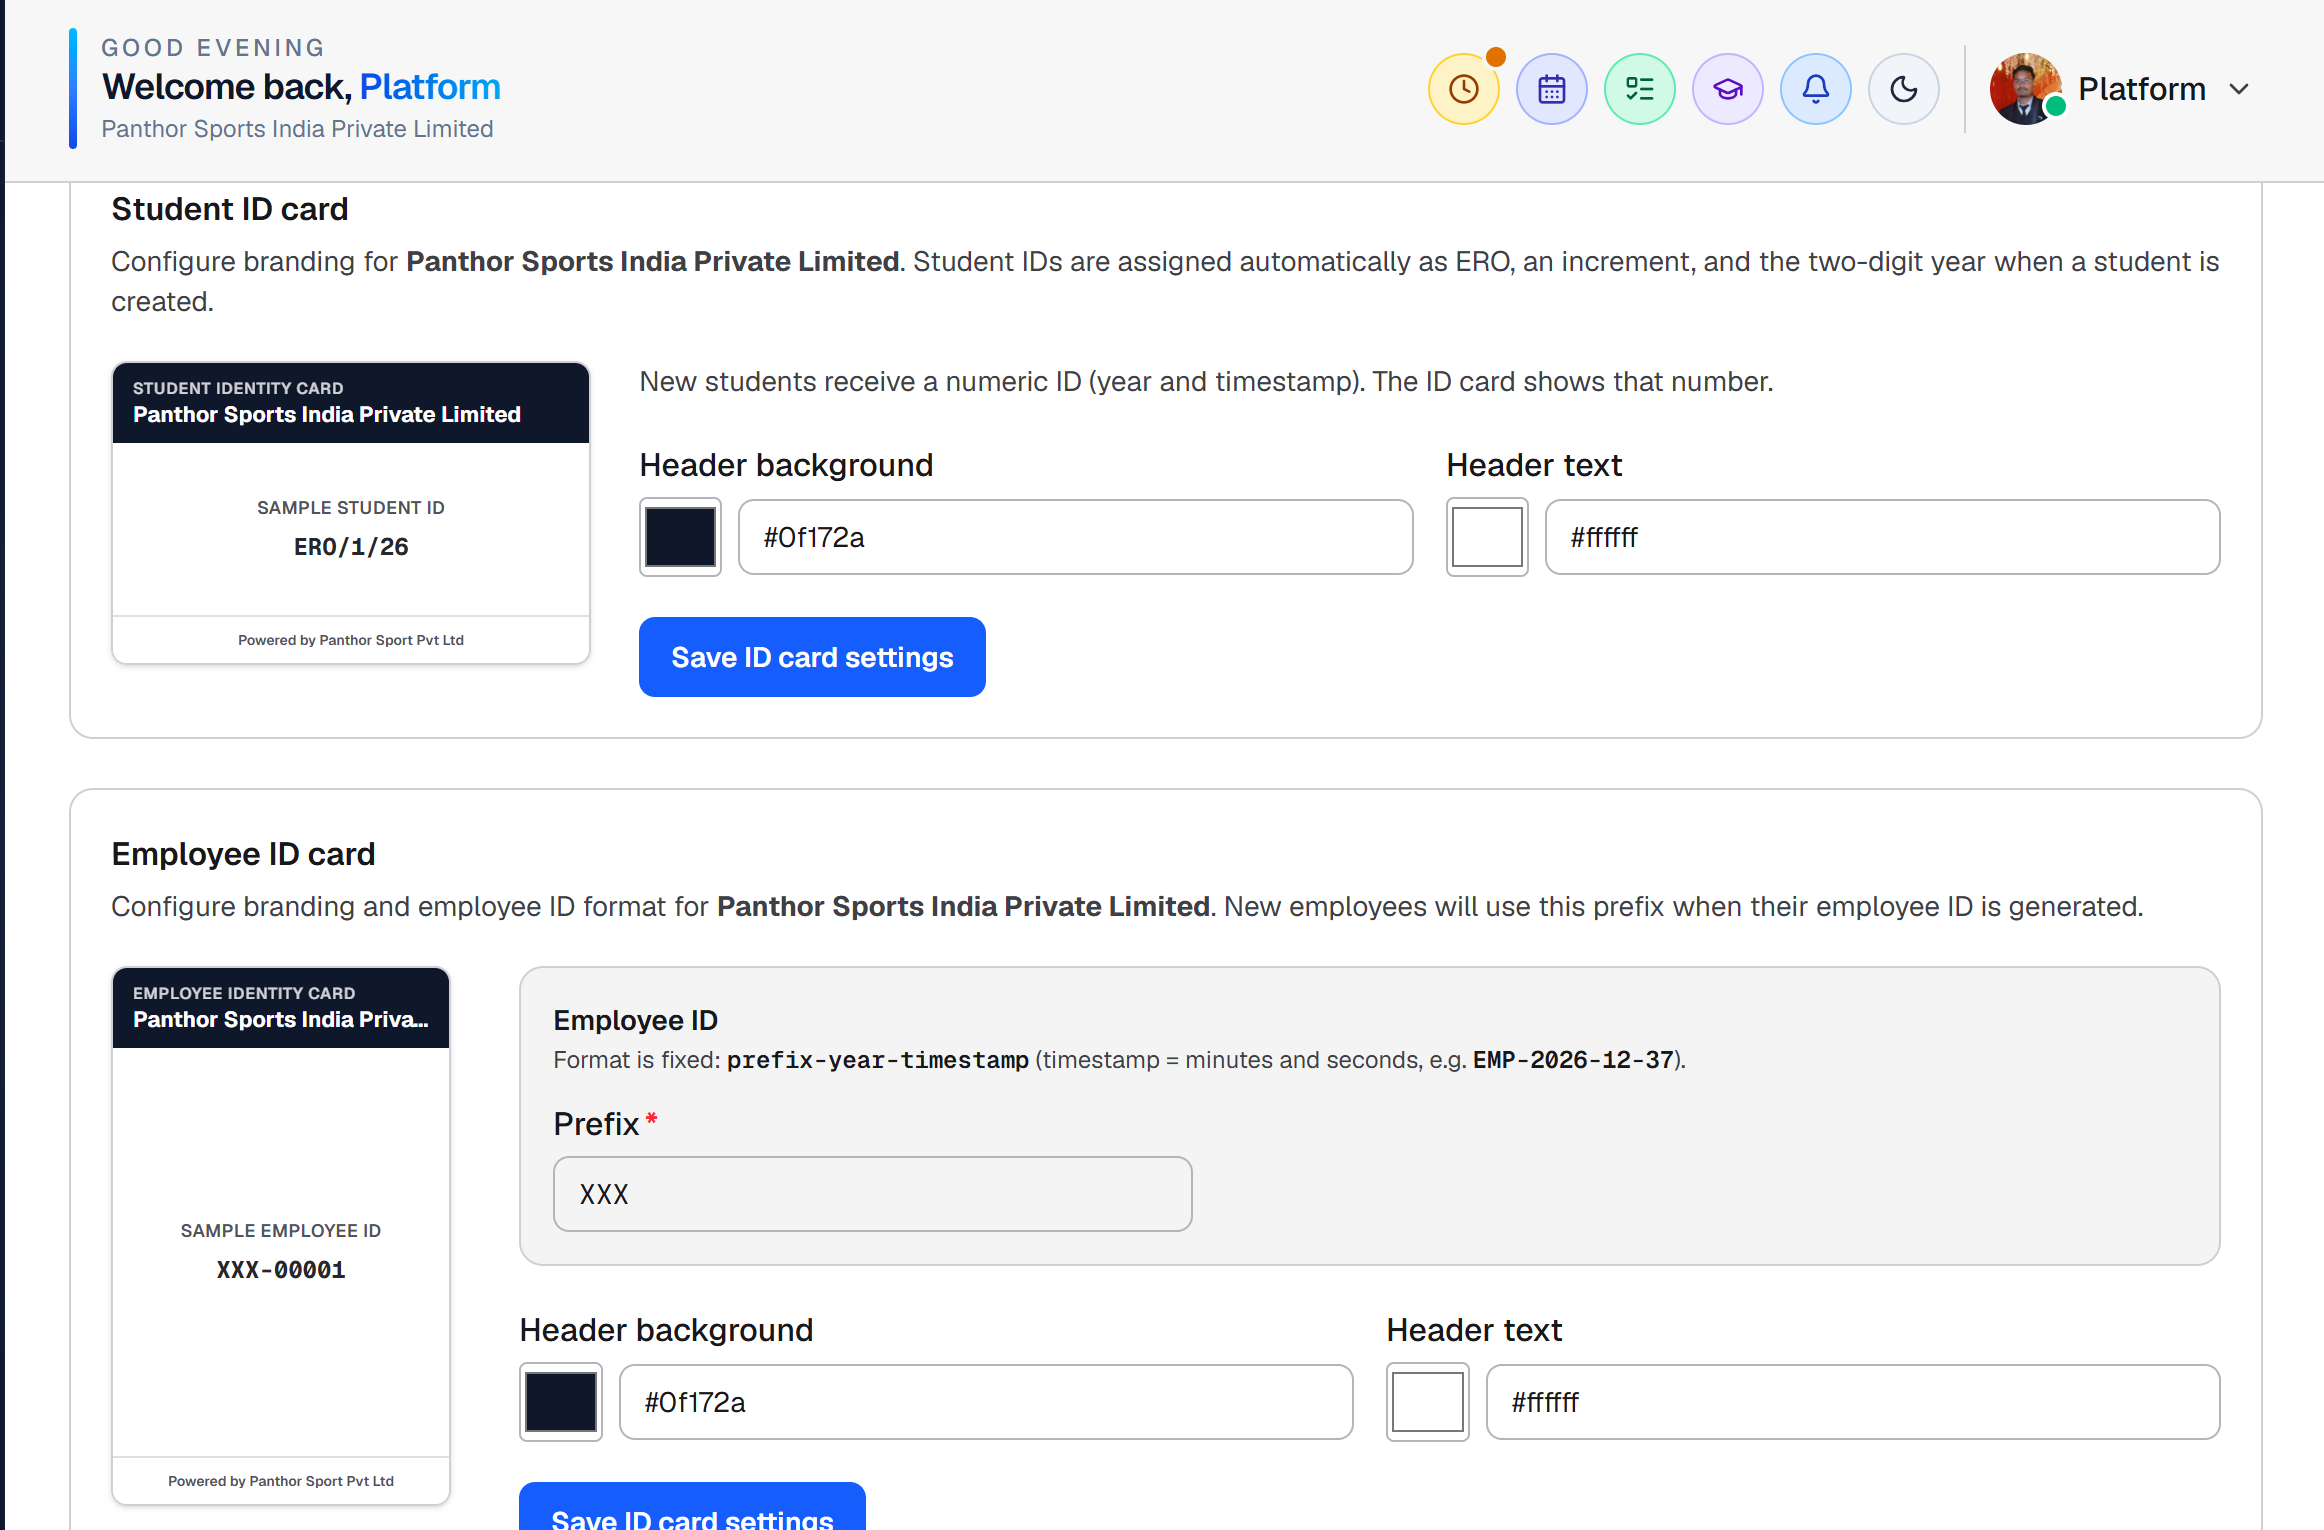 GOOD EVENING
Welcome back, Platform
Panthor Sports India Private Limited
Platform
Student ID card
Configure branding for Panthor Sports India Private Limited. Student IDs are assigned automatically as ERO, an increment, and the two-digit year when a student is
created.
STUDENT IDENTITY CARD
Panthor Sports India Private Limited
SAMPLE STUDENT ID
ERO/1/26
Powered by Panthor Sport Pvt Ltd
New students receive a numeric ID (year and timestamp). The ID card shows that number.
Header background
Header text
#0f172a
#ffffff
Save ID card settings
Employee ID card
Configure branding and employee ID format for Panthor Sports India Private Limited. New employees will use this prefix when their employee ID is generated.
EMPLOYEE IDENTITY CARD
Panthor Sports India Priva...
SAMPLE EMPLOYEE ID
XXX-00001
Powered by Panthor Sport Pvt Ltd
Employee ID
Format is fixed: prefix-year-timestamp (timestamp = minutes and seconds, e.g. EMP-2026-12-37).
Prefix *
XXX
Header background
Header text
#0f172a
#ffffff
Save ID card settings